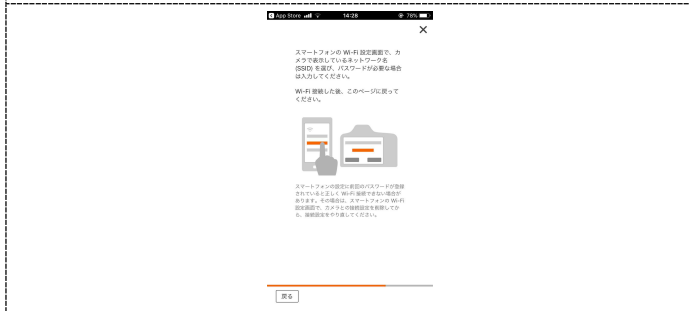 App Store 14:28 78%
スマートフォンの Wi-Fi 設定画面で、カ
メラで表示しているネットワーク名
(SSID) を選び、パスワードが必要な場合
は入力してください。
Wi-Fi 接続した後、このページに戻って
ください。
スマートフォンの設定に前回のパスワードが登録
されていると正しく Wi-Fi 接続できない場合が
あります。その場合は、スマートフォンの Wi-Fi
設定画面で、カメラとの接続設定を削除してか
ら、接続設定をやり直してください。
戻る